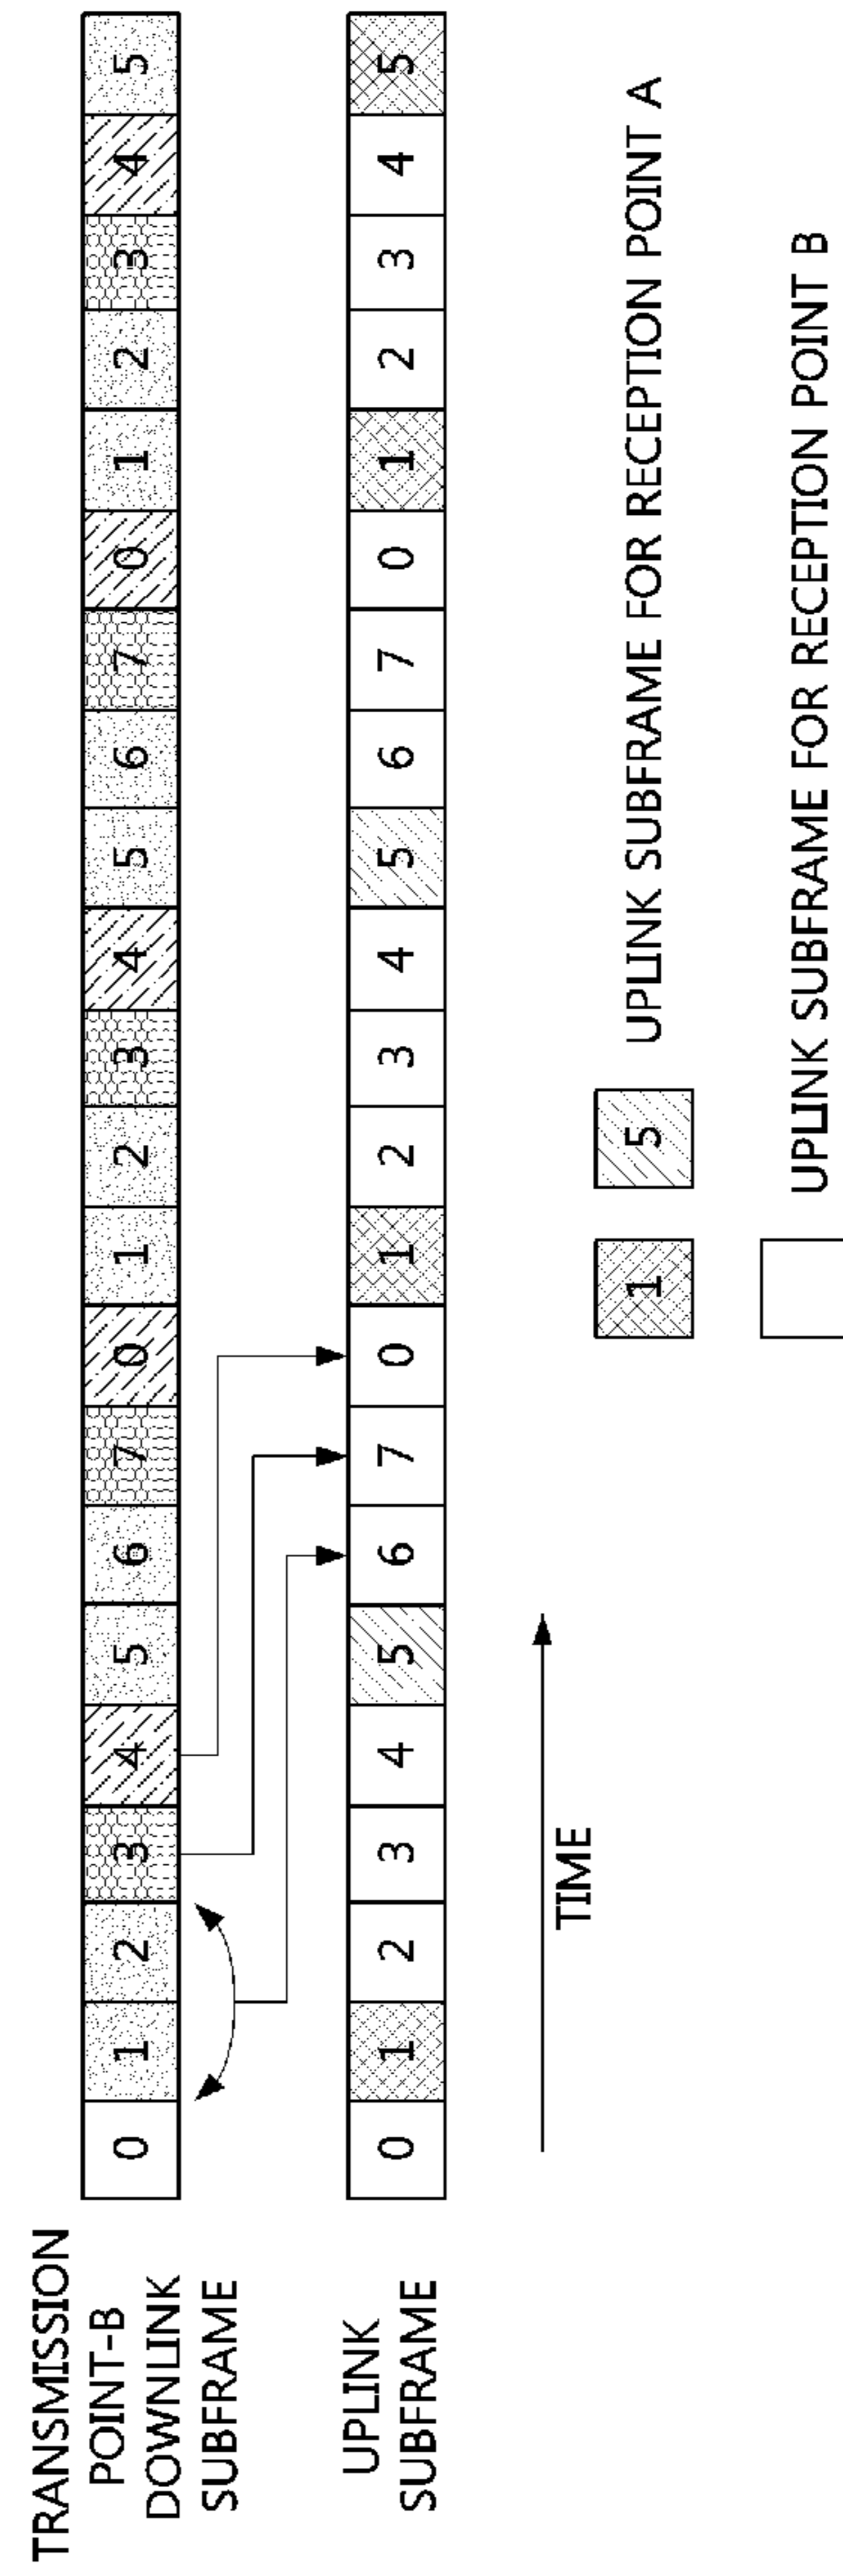 TRANSMISSION
POINT-B
DOWNLINK
SUBFRAME
0 1 2 3 4 5 6 7 0 1 2 3 4 5 6 7 0 1 2 3 4 5
UPLINK
SUBFRAME
0 1 2 3 4 5 6 7 0 1 2 3 4 5 6 7 0 1 2 3 4 5
TIME
1 5 UPLINK SUBFRAME FOR RECEPTION POINT A
UPLINK SUBFRAME FOR RECEPTION POINT B